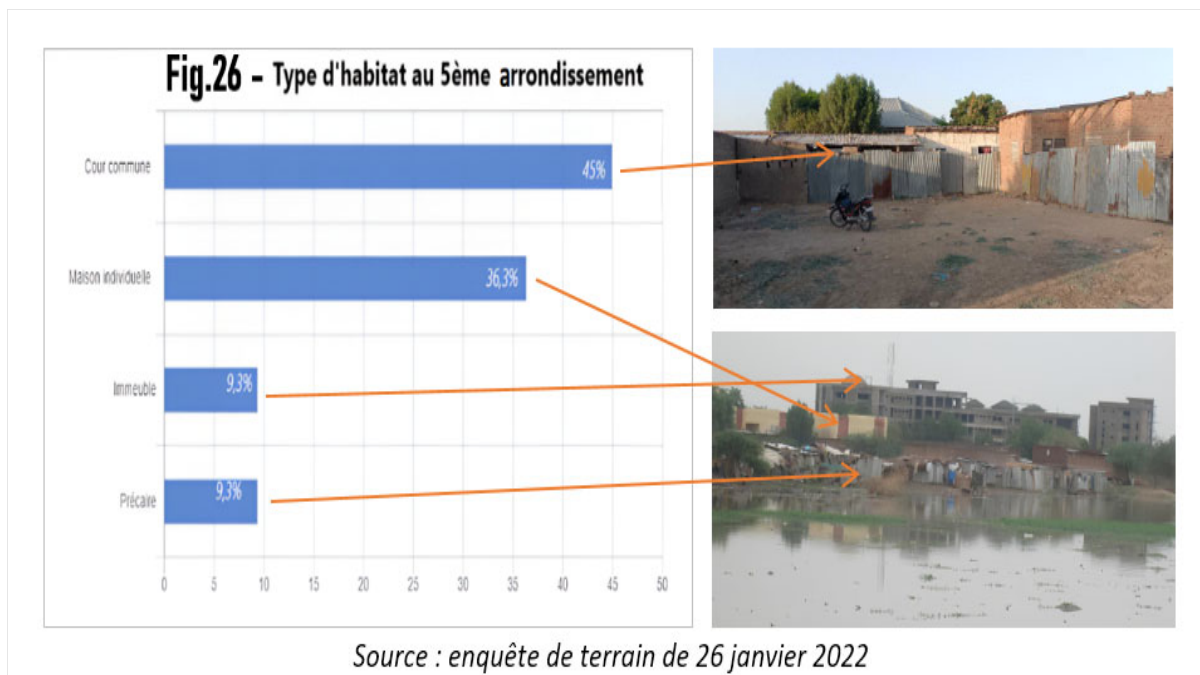 Fig.26 – Type d'habitat au 5ème arrondissement
Cour commune
45%
Maison individuelle
36,3%
Immeuble
9,3%
Précaire
9,3%
0 5 10 15 20 25 30 35 40 45 50
Source : enquête de terrain de 26 janvier 2022